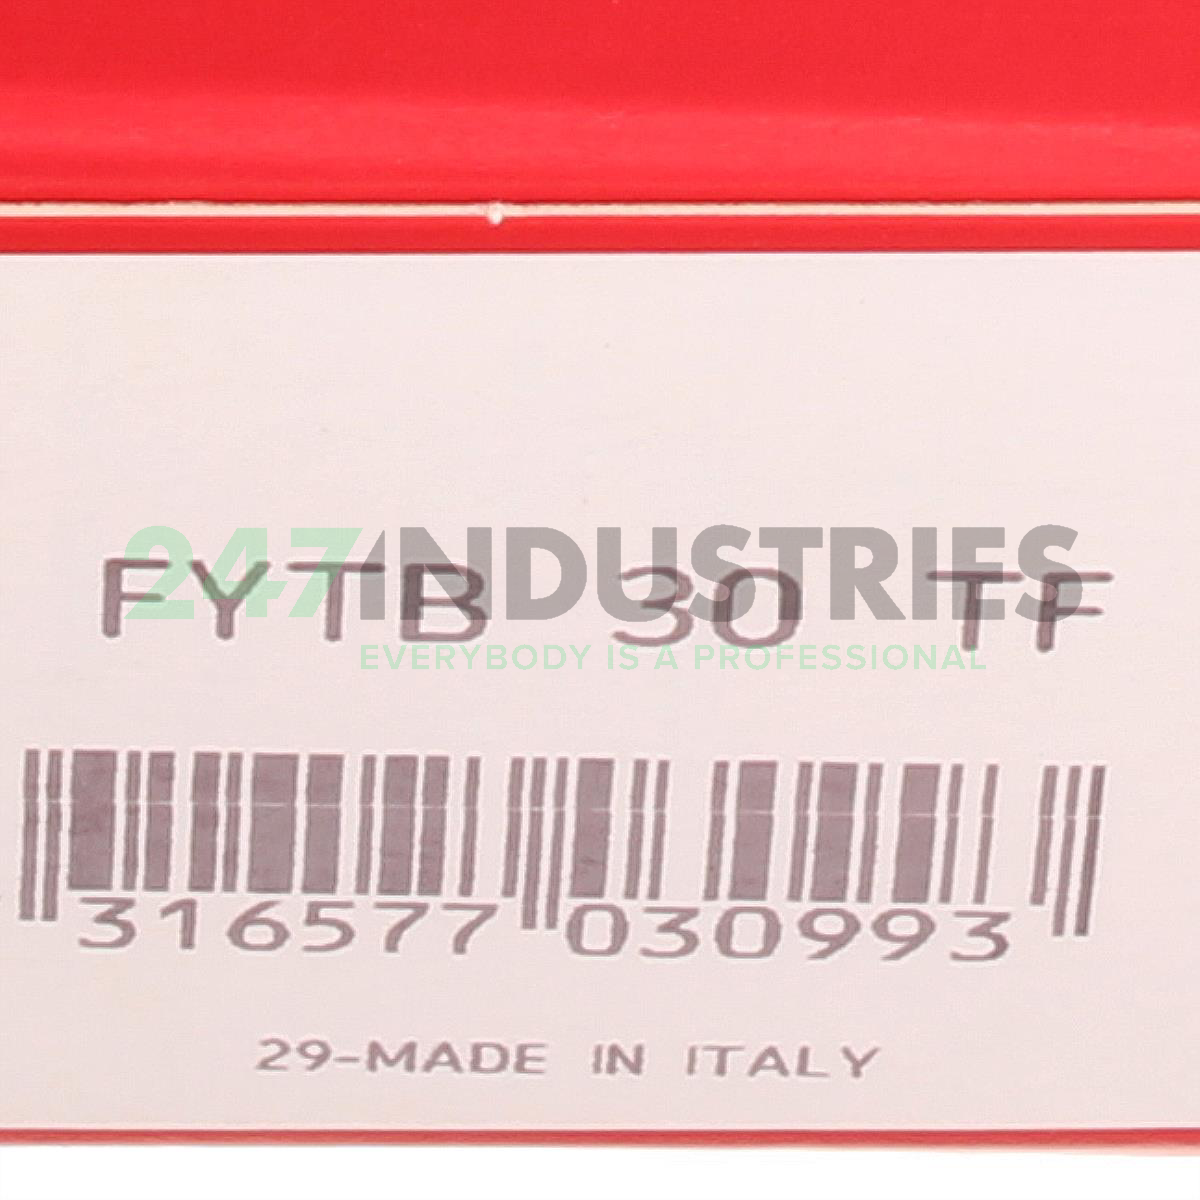 247INDUSTRIES
FYTB 30 TF
EVERYBODY IS A PROFESSIONAL
316577 030993
29-MADE IN ITALY